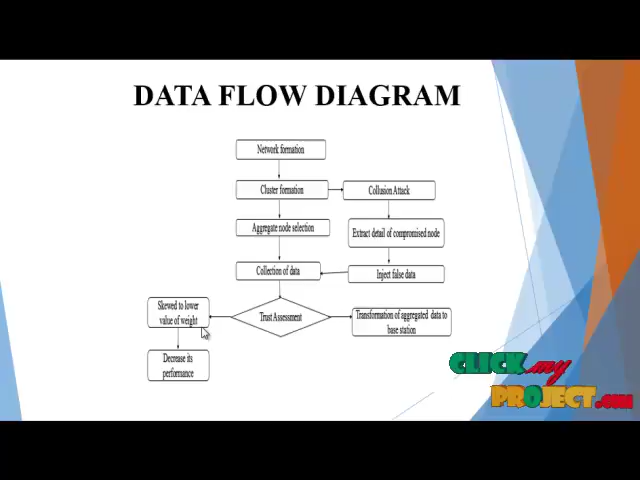 DATA FLOW DIAGRAM
Network formation
Cluster formation
Collusion Attack
Aggregate node selection
Extract detail of compromised node
Collection of data
Inject false data
Skewed to lower
value of weight
Trust Assessment
Transformation of aggregated data to
base station
Decrease its
performance
CLICK my
PROJECT.com